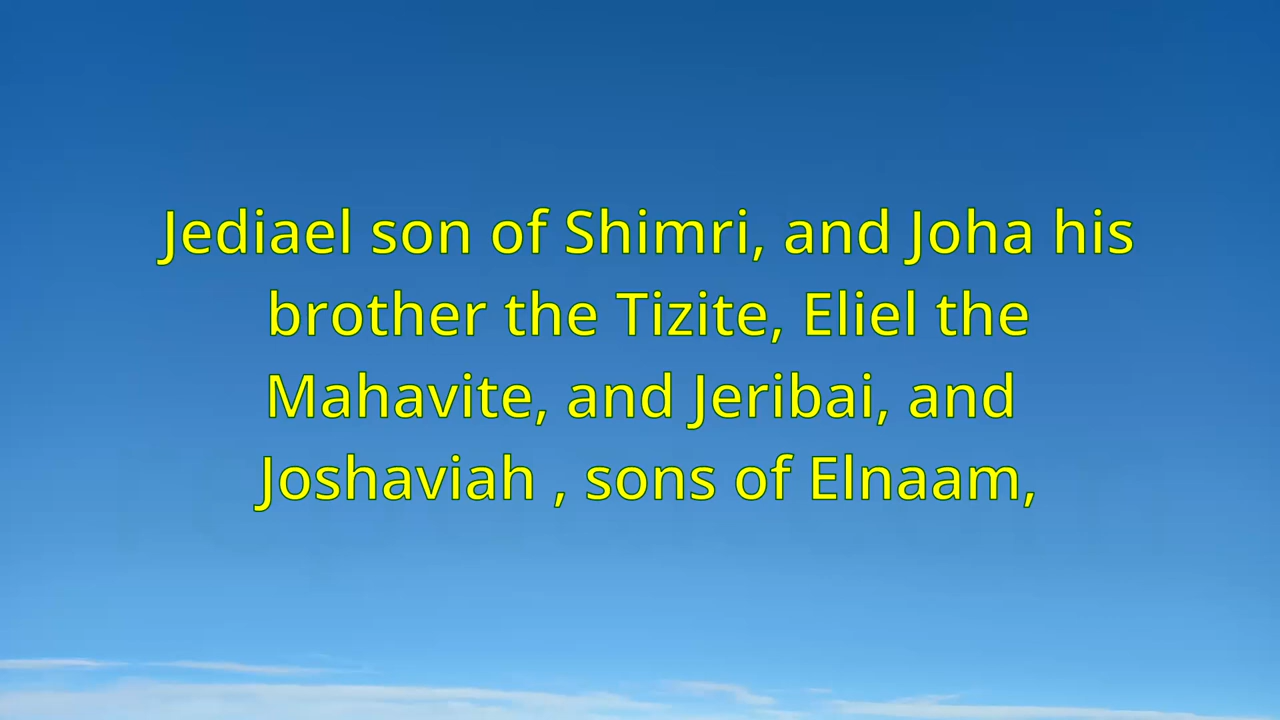 Jediael son of Shimri, and Joha his
brother the Tizite, Eliel the
Mahavite, and Jeribai, and
Joshaviah , sons of Elnaam,